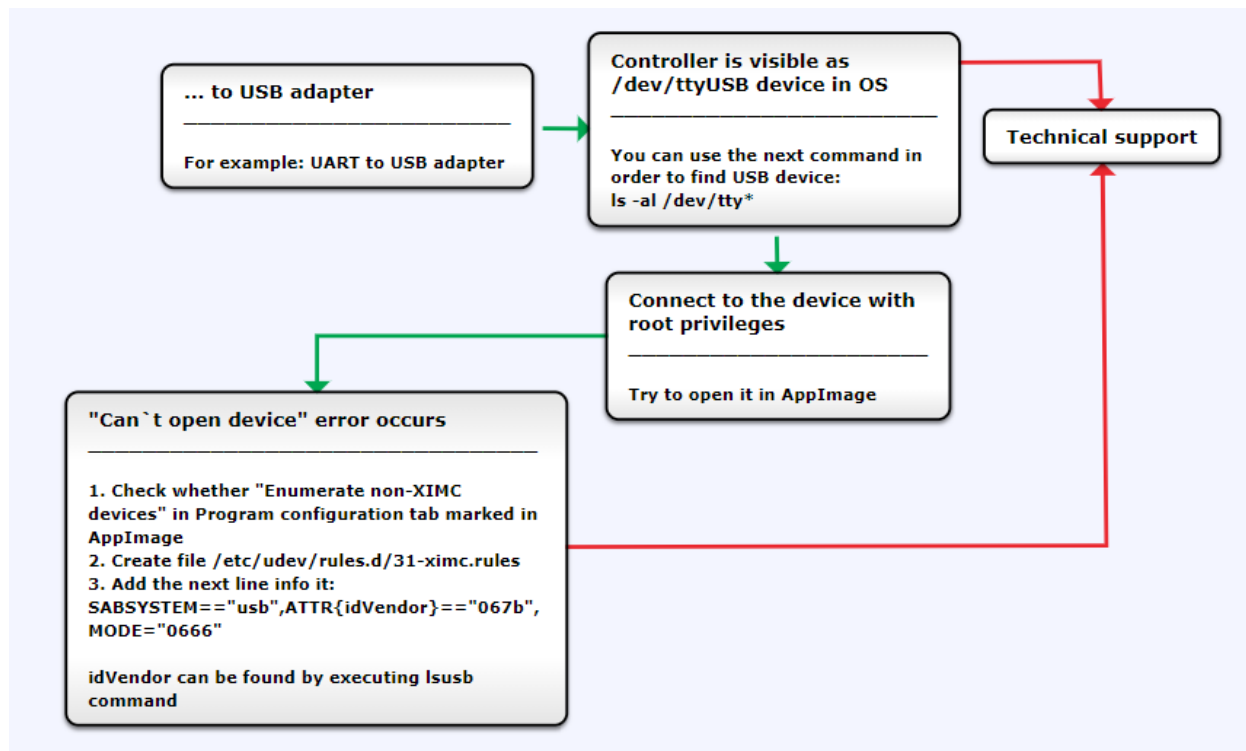 ... to USB adapter
For example: UART to USB adapter
Controller is visible as
/dev/ttyUSB device in OS
You can use the next command in
order to find USB device:
ls -al /dev/tty*
Technical support
Connect to the device with
root privileges
Try to open it in AppImage
"Can`t open device" error occurs
1. Check whether "Enumerate non-XIMC
devices" in Program configuration tab marked in
AppImage
2. Create file /etc/udev/rules.d/31-ximc.rules
3. Add the next line info it:
SABSYSTEM=="usb",ATTR{idVendor}=="067b",
MODE="0666"
idVendor can be found by executing lsusb
command